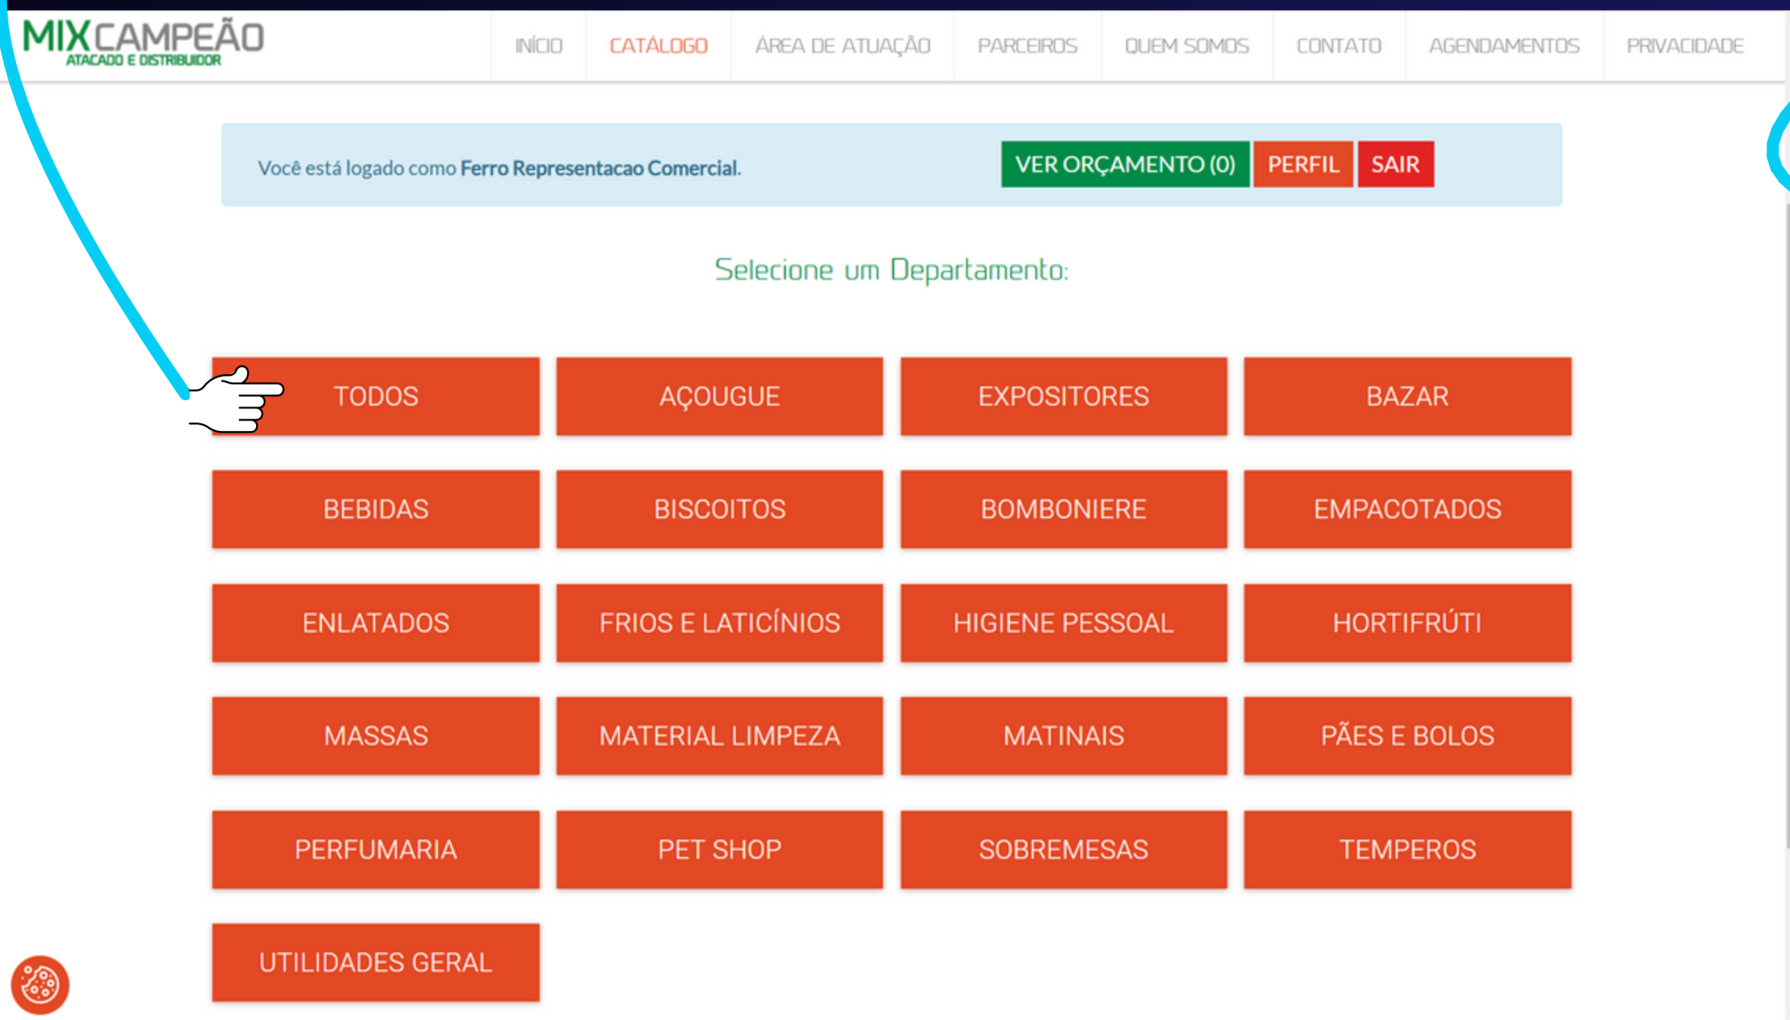 MIXCAMPEÃO
ATACADO E DISTRIBUIDOR
INÍCIO CATÁLOGO ÁREA DE ATUAÇÃO PARCEIROS QUEM SOMOS CONTATO AGENDAMENTOS PRIVACIDADE
Você está logado como Ferro Representacao Comercial. VER ORÇAMENTO (0) PERFIL SAIR
Selecione um Departamento:
TODOS AÇOUGUE EXPOSITORES BAZAR
BEBIDAS BISCOITOS BOMBONIERE EMPACOTADOS
ENLATADOS FRIOS E LATICÍNIOS HIGIENE PESSOAL HORTIFRÚTI
MASSAS MATERIAL LIMPEZA MATINAIS PÃES E BOLOS
PERFUMARIA PET SHOP SOBREMESAS TEMPEROS
UTILIDADES GERAL